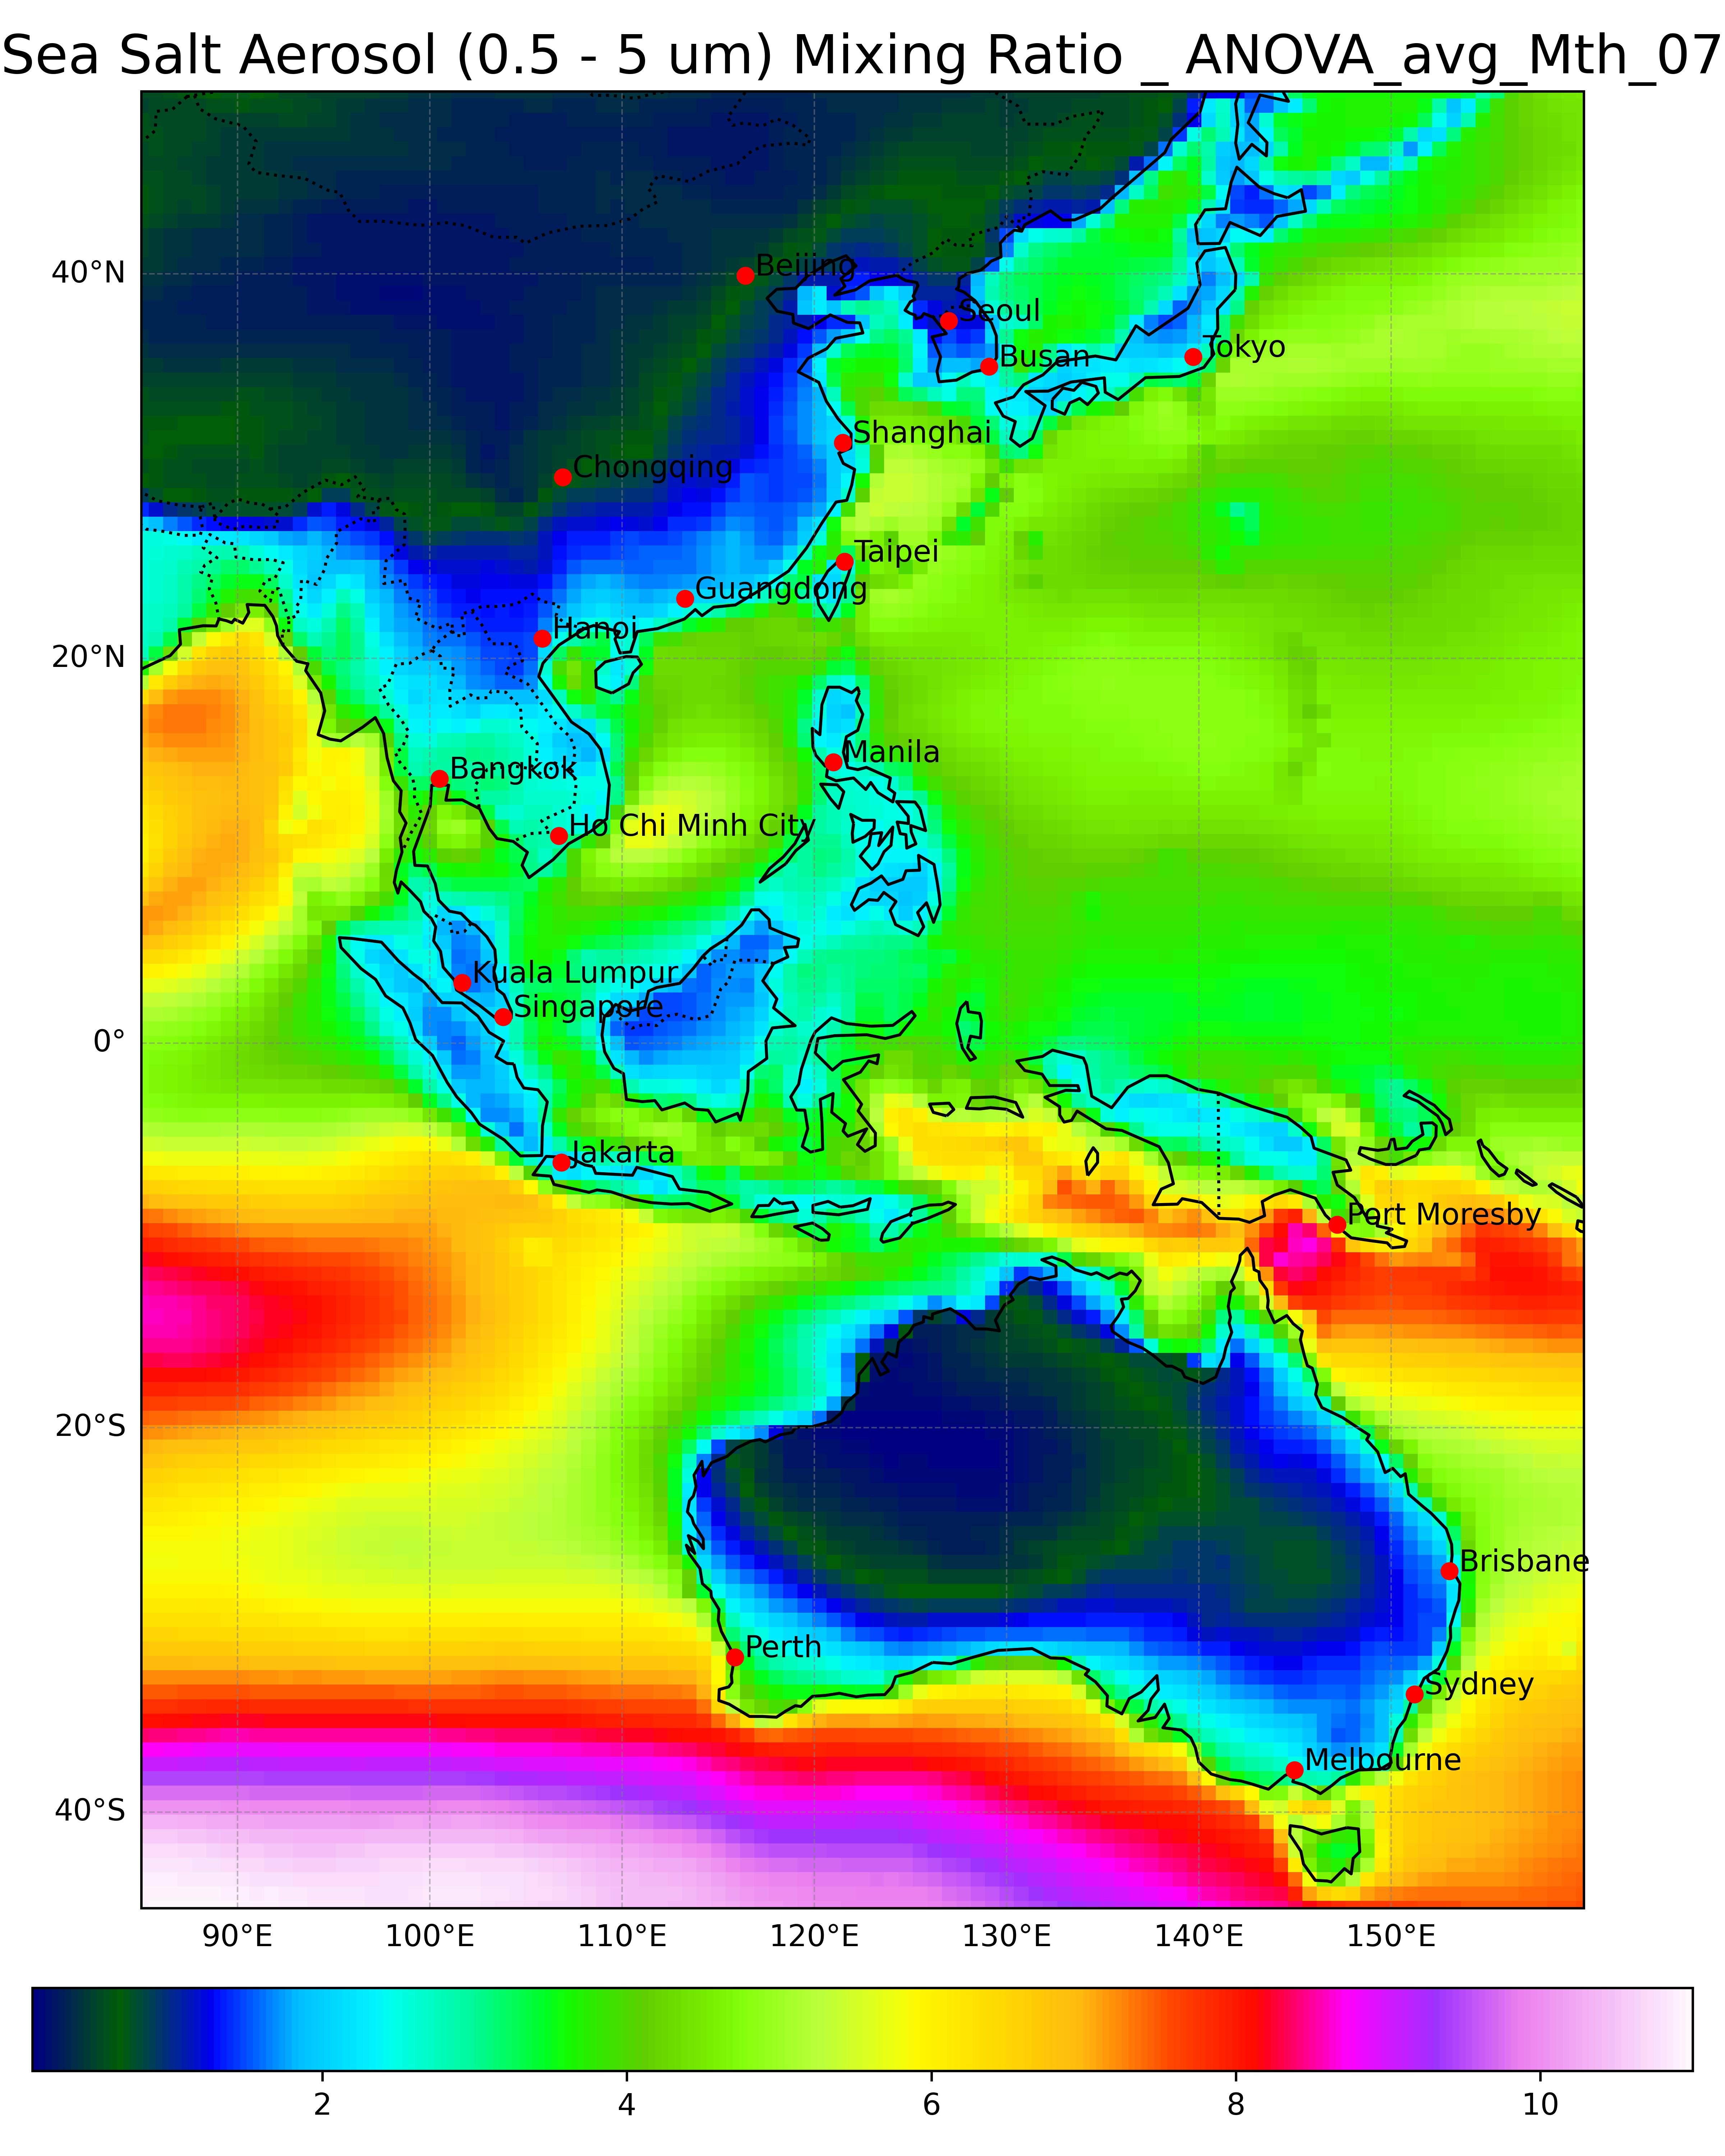 Sea Salt Aerosol (0.5 - 5 um) Mixing Ratio _ ANOVA_avg_Mth_07
40°N
20°N
0°
20°S
40°S
Beijing
Seoul
Busan
Tokyo
Shanghai
Chongqing
Taipei
Guangdong
Hanoi
Manila
Bangkok
Ho Chi Minh City
Kuala Lumpur
Singapore
Jakarta
Port Moresby
Brisbane
Perth
Sydney
Melbourne
90°E 100°E 110°E 120°E 130°E 140°E 150°E
2 4 6 8 10